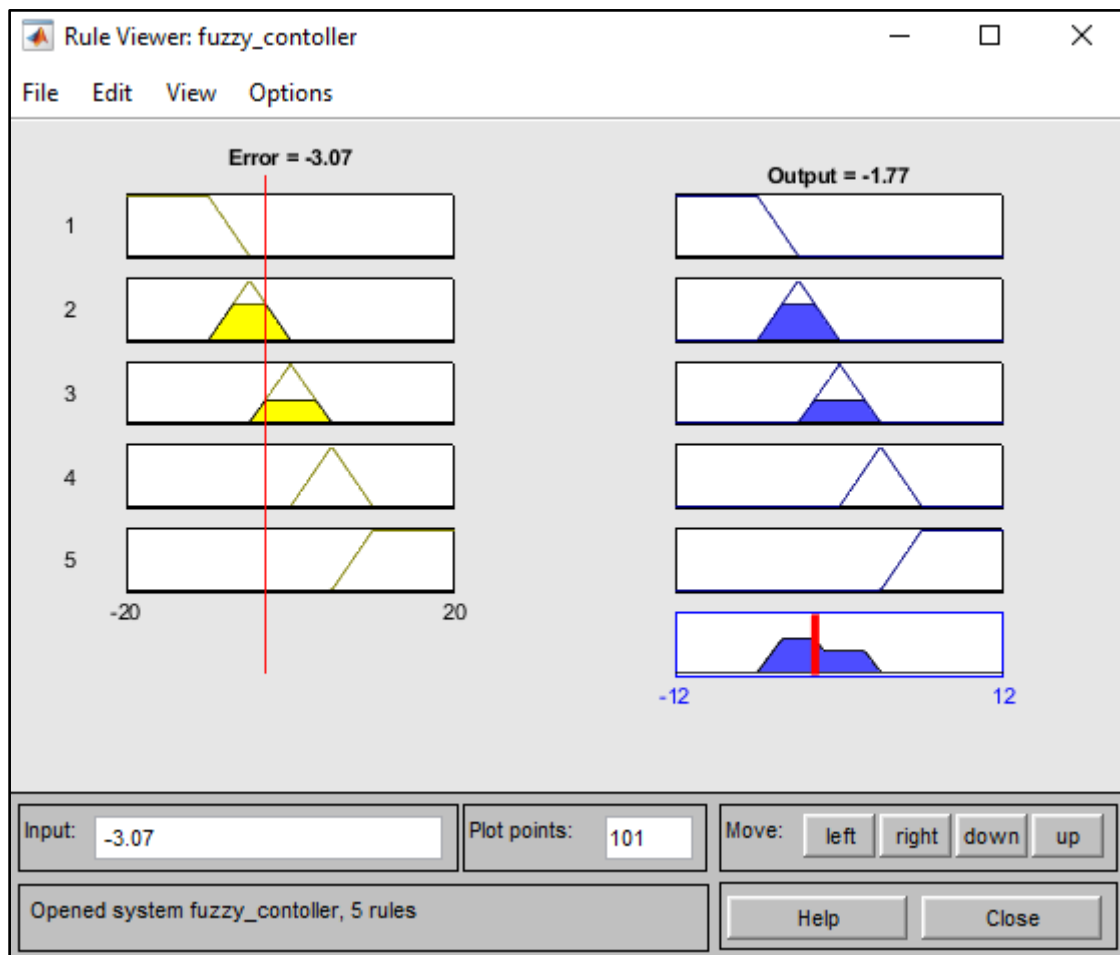 Rule Viewer: fuzzy_contoller
File Edit View Options
Error = -3.07
Output = -1.77
1
2
3
4
5
-20 20
-12 12
Input: -3.07
Plot points: 101
Move: left right down up
Opened system fuzzy_contoller, 5 rules
Help Close